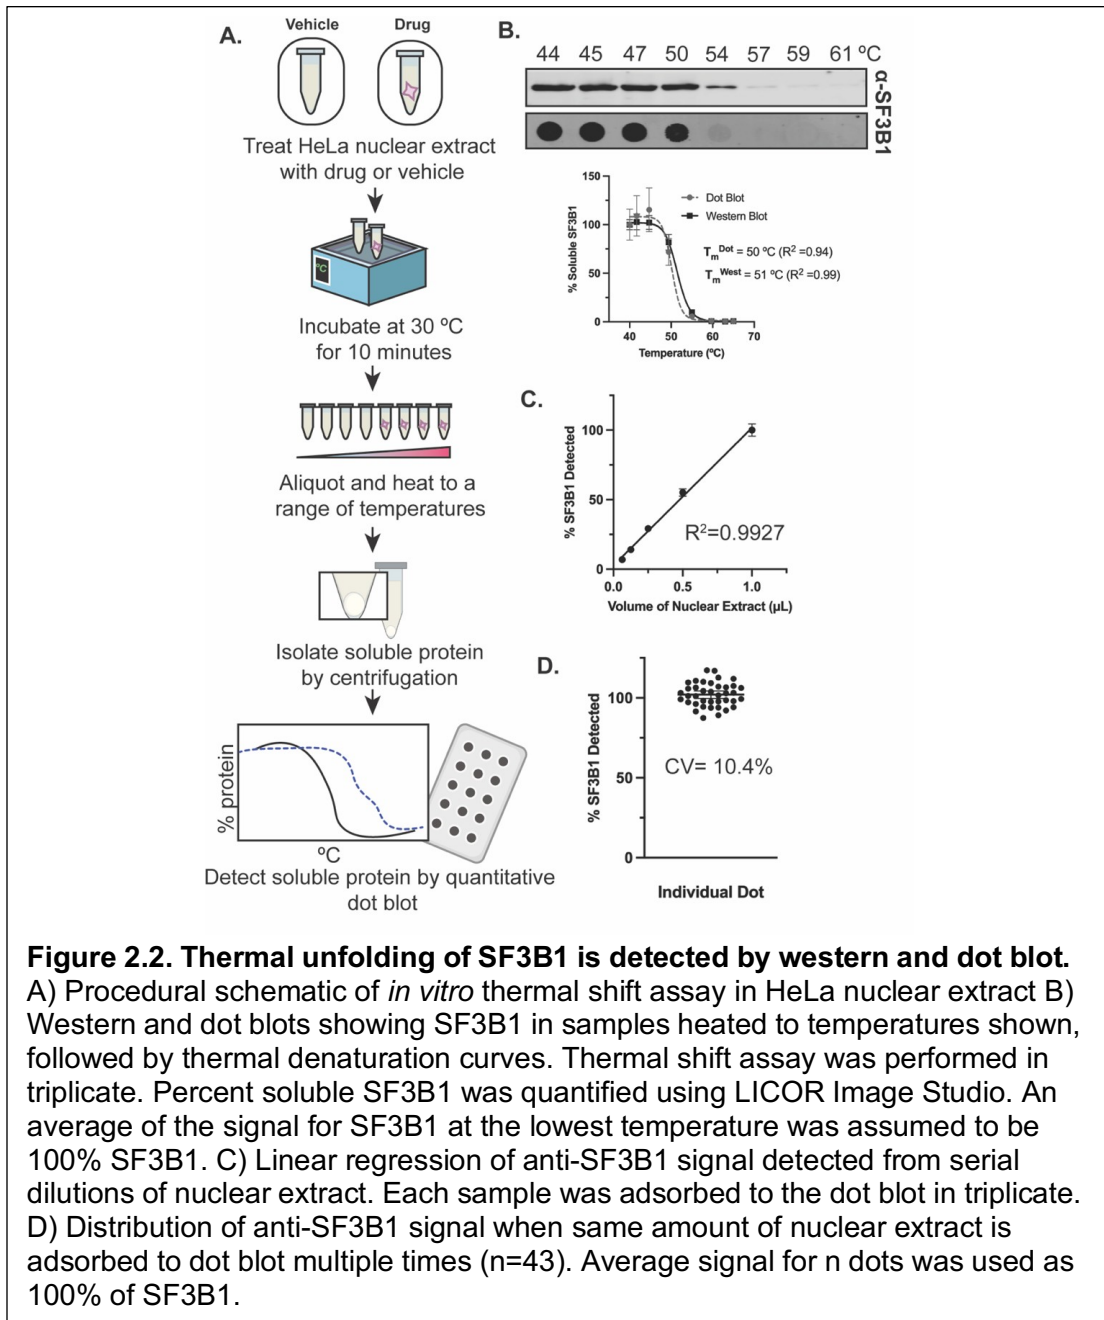 A.
Vehicle Drug
Treat HeLa nuclear extract
with drug or vehicle
ºC
Incubate at 30 ºC
for 10 minutes
Aliquot and heat to a
range of temperatures
Isolate soluble protein
by centrifugation
% protein
ºC
Detect soluble protein by quantitative
dot blot
B.
44 45 47 50 54 57 59 61 ºC
α-SF3B1
% Soluble SF3B1
150
100
50
0
40 50 60 70
Temperature (ºC)
Dot Blot
Western Blot
TmDot = 50 ºC (R2 =0.94)
TmWest = 51 ºC (R2 =0.99)
C.
% SF3B1 Detected
100
50
0
0.0 0.5 1.0
Volume of Nuclear Extract (µL)
R2=0.9927
D.
% SF3B1 Detected
100
50
0
CV= 10.4%
Individual Dot
Figure 2.2. Thermal unfolding of SF3B1 is detected by western and dot blot.
A) Procedural schematic of in vitro thermal shift assay in HeLa nuclear extract B)
Western and dot blots showing SF3B1 in samples heated to temperatures shown,
followed by thermal denaturation curves. Thermal shift assay was performed in
triplicate. Percent soluble SF3B1 was quantified using LICOR Image Studio. An
average of the signal for SF3B1 at the lowest temperature was assumed to be
100% SF3B1. C) Linear regression of anti-SF3B1 signal detected from serial
dilutions of nuclear extract. Each sample was adsorbed to the dot blot in triplicate.
D) Distribution of anti-SF3B1 signal when same amount of nuclear extract is
adsorbed to dot blot multiple times (n=43). Average signal for n dots was used as
100% of SF3B1.